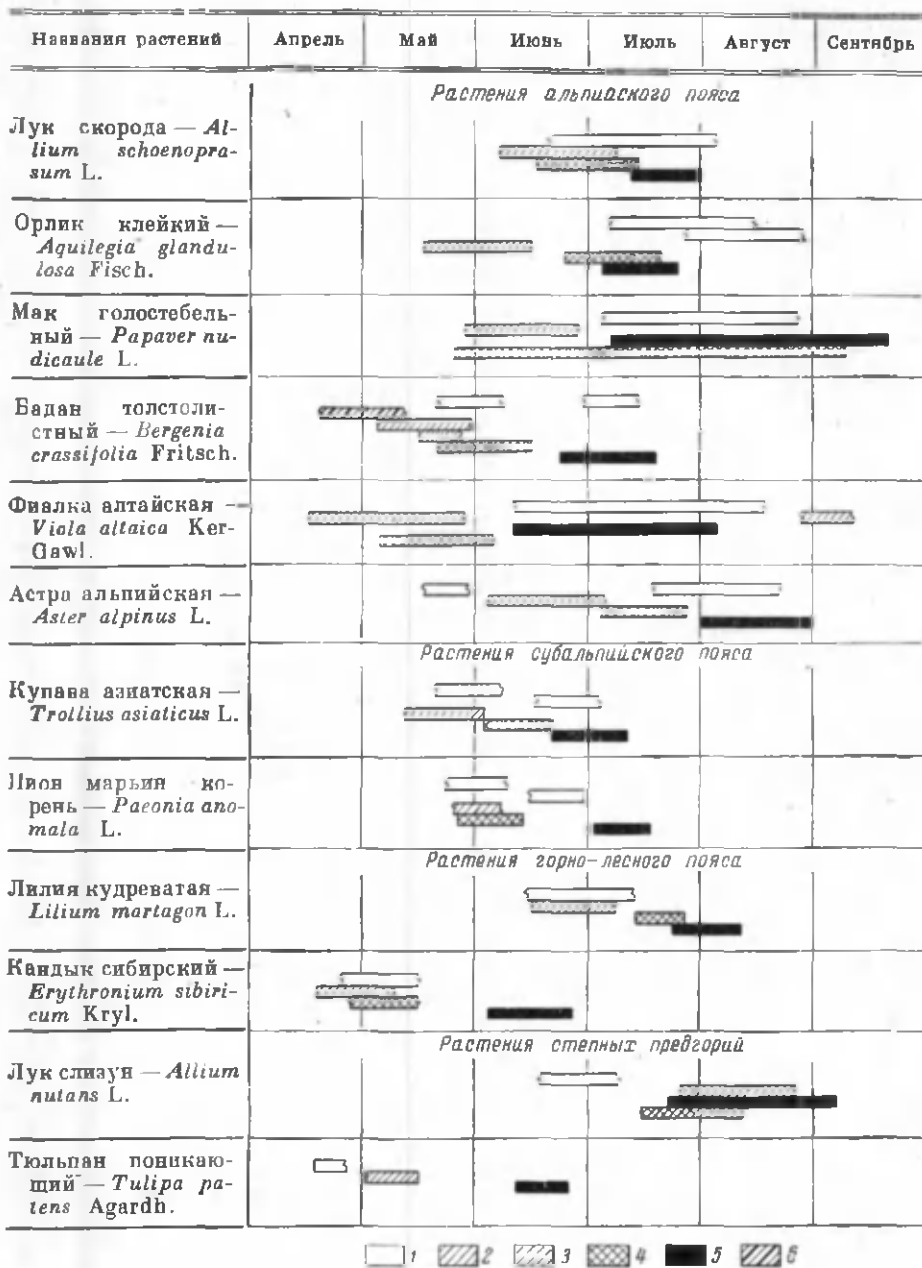 Названия растений Апрель Май Июнь Июль Август Сентябрь
Растения альпийского пояса
Лук скорода — Al-
lium schoenopra-
sum L.
Орлик клейкий —
Aquilegia glandu-
losa Fisch.
Мак голостебель-
ный — Papaver nu-
dicaule L.
Бадан толстоли-
стный — Bergenia
crassifolia Fritsch.
Фиалка алтайская —
Viola altaica Ker-
Gawl.
Астра альпийская —
Aster alpinus L.
Растения субальпийского пояса
Купава азиатская —
Trollius asiaticus L.
Пион марьин ко-
рень — Paeonia ano-
mala L.
Растения горно-лесного пояса
Лилия кудреватая —
Lilium martagon L.
Кандык сибирский —
Erythronium sibiri-
cum Kryl.
Растения степных предгорий
Лук слизун — Allium
nutans L.
Тюльпан поникаю-
щий — Tulipa pa-
tens Agardh.
1 2 3 4 5 6